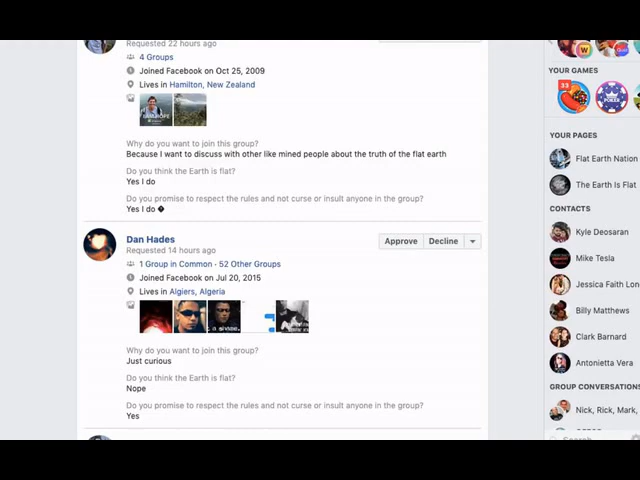 Requested 22 hours ago
4 Groups
Joined Facebook on Oct 25, 2009
Lives in Hamilton, New Zealand
Why do you want to join this group?
Because I want to discuss with other like mined people about the truth of the flat earth
Do you think the Earth is flat?
Yes I do
Do you promise to respect the rules and not curse or insult anyone in the group?
Yes I do �
Dan Hades
Approve
Decline
Requested 14 hours ago
1 Group in Common · 52 Other Groups
Joined Facebook on Jul 20, 2015
Lives in Algiers, Algeria
Why do you want to join this group?
Just curious
Do you think the Earth is flat?
Nope
Do you promise to respect the rules and not curse or insult anyone in the group?
Yes
YOUR GAMES
33
POKER
YOUR PAGES
Flat Earth Nation
The Earth Is Flat
CONTACTS
Kyle Deosaran
Mike Tesla
Jessica Faith Lon
Billy Matthews
Clark Barnard
Antonietta Vera
GROUP CONVERSATIONS
Nick, Rick, Mark,
Search